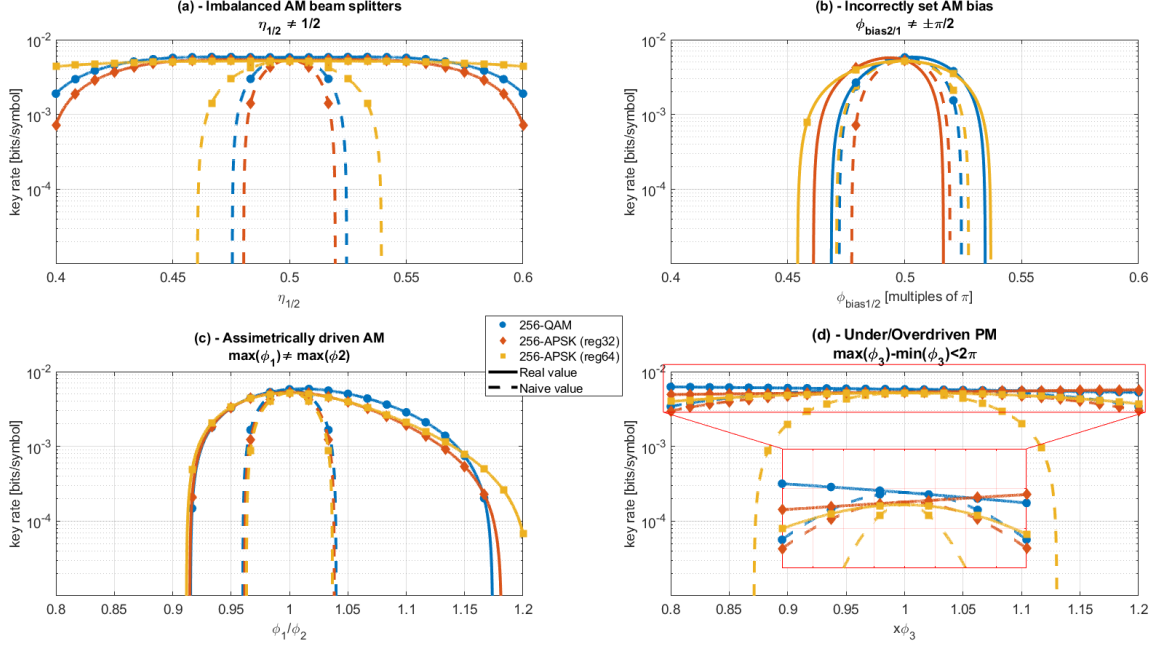 (a) - Imbalanced AM beam splitters
η1/2 ≠ 1/2
key rate [bits/symbol]
10-2
10-3
10-4
0.4 0.45 0.5 0.55 0.6
η1/2
(b) - Incorrectly set AM bias
ϕbias2/1 ≠ ±π/2
key rate [bits/symbol]
10-2
10-3
10-4
0.4 0.45 0.5 0.55 0.6
ϕbias1/2 [multiples of π]
256-QAM
256-APSK (reg32)
256-APSK (reg64)
Real value
Naive value
(c) - Assimetrically driven AM
max(ϕ1) ≠ max(ϕ2)
key rate [bits/symbol]
10-2
10-3
10-4
0.8 0.85 0.9 0.95 1 1.05 1.1 1.15 1.2
ϕ1/ϕ2
(d) - Under/Overdriven PM
max(ϕ3)-min(ϕ3)<2π
key rate [bits/symbol]
10-2
10-3
10-4
0.8 0.85 0.9 0.95 1 1.05 1.1 1.15 1.2
xϕ3